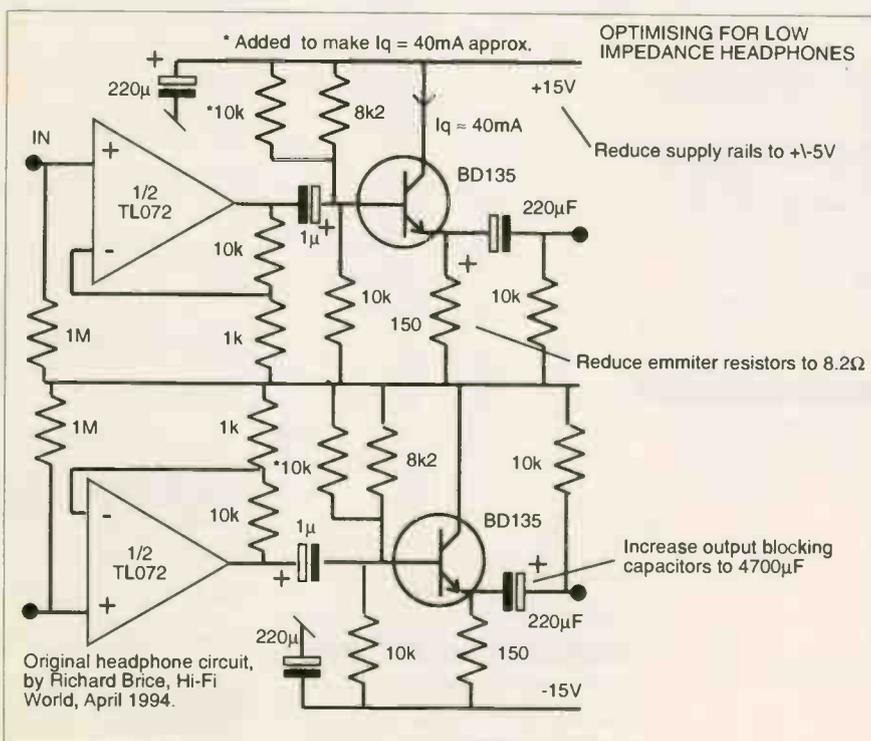 * Added to make Iq = 40mA approx.
OPTIMISING FOR LOW
IMPEDANCE HEADPHONES
+
220µ
*10k
8k2
+15V
Iq ≈ 40mA
Reduce supply rails to +\-5V
IN
+
1/2
TL072
-
BD135
220µF
1µ
+
10k
+
10k
150
10k
1M
1k
Reduce emmiter resistors to 8.2Ω
1M
1k
*10k
8k2
10k
-
10k
1µ
BD135
1/2
TL072
+
+
+
Increase output blocking
capacitors to 4700µF
220µF
220µ
10k
150
Original headphone circuit,
by Richard Brice, Hi-Fi
World, April 1994.
-15V